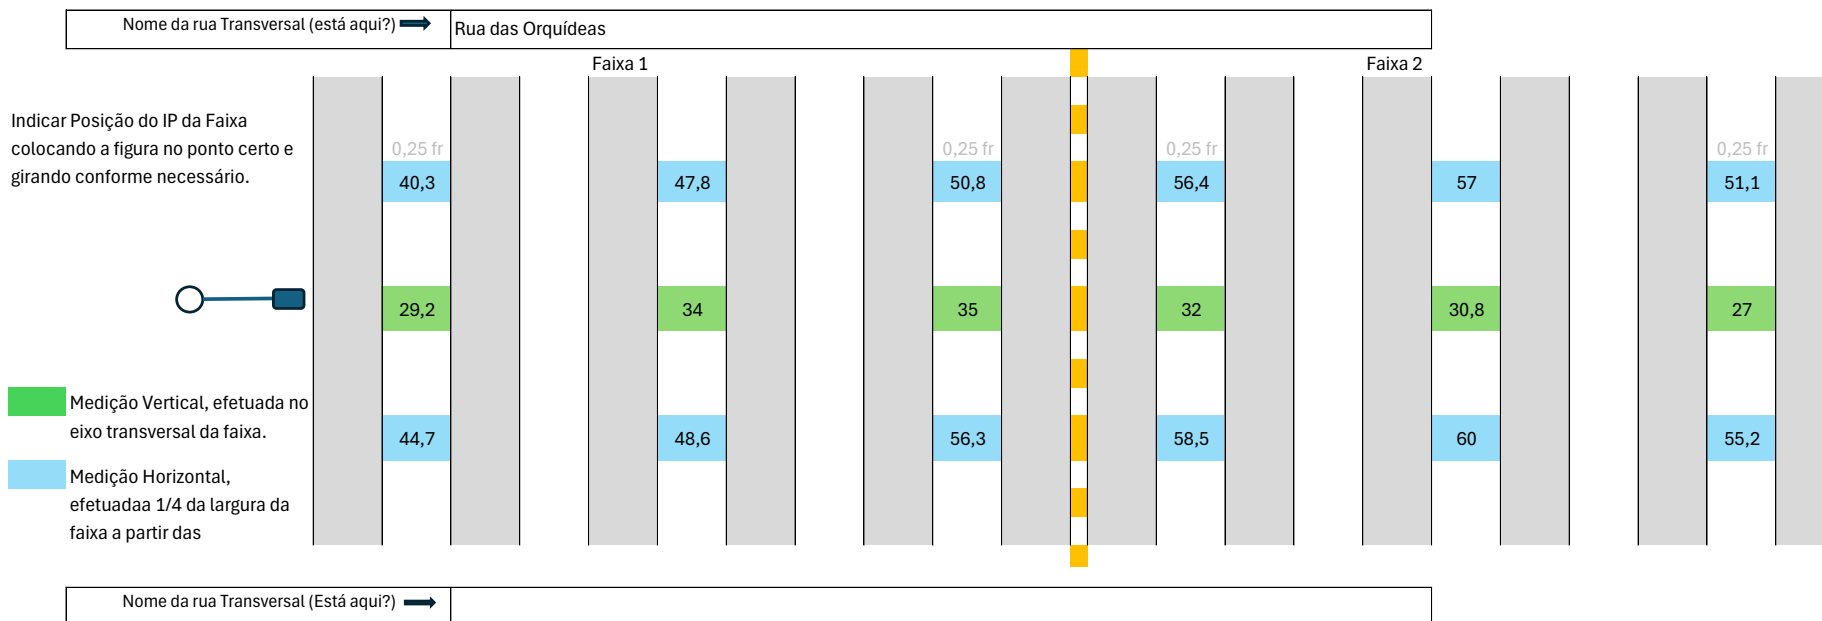 Nome da rua Transversal (está aqui?)
Rua das Orquídeas
Faixa 1
Faixa 2
Indicar Posição do IP da Faixa
colocando a figura no ponto certo e
girando conforme necessário.
0,25 fr
0,25 fr
0,25 fr
0,25 fr
40,3
47,8
50,8
56,4
57
51,1
29,2
34
35
32
30,8
27
Medição Vertical, efetuada no
eixo transversal da faixa.
44,7
48,6
56,3
58,5
60
55,2
Medição Horizontal,
efetuadaa 1/4 da largura da
faixa a partir das
Nome da rua Transversal (Está aqui?)